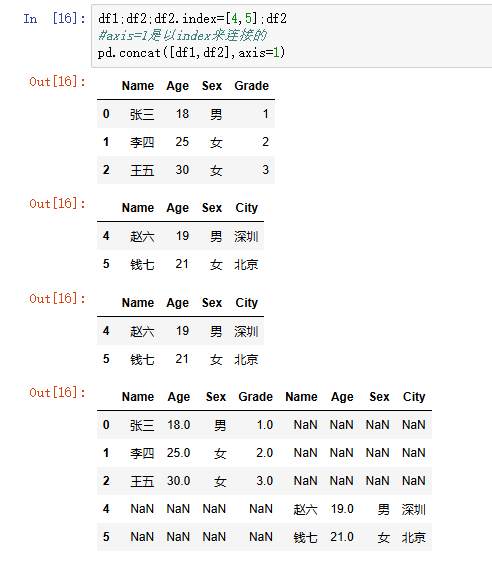 In [16]: df1;df2;df2.index=[4,5];df2
#axis=1是以index来连接的
pd.concat([df1,df2],axis=1)
Out[16]:
Name Age Sex Grade
0 张三 18 男 1
1 李四 25 女 2
2 王五 30 女 3
Out[16]:
Name Age Sex City
4 赵六 19 男 深圳
5 钱七 21 女 北京
Out[16]:
Name Age Sex City
4 赵六 19 男 深圳
5 钱七 21 女 北京
Out[16]:
Name Age Sex Grade Name Age Sex City
0 张三 18.0 男 1.0 NaN NaN NaN NaN
1 李四 25.0 女 2.0 NaN NaN NaN NaN
2 王五 30.0 女 3.0 NaN NaN NaN NaN
4 NaN NaN NaN NaN 赵六 19.0 男 深圳
5 NaN NaN NaN NaN 钱七 21.0 女 北京